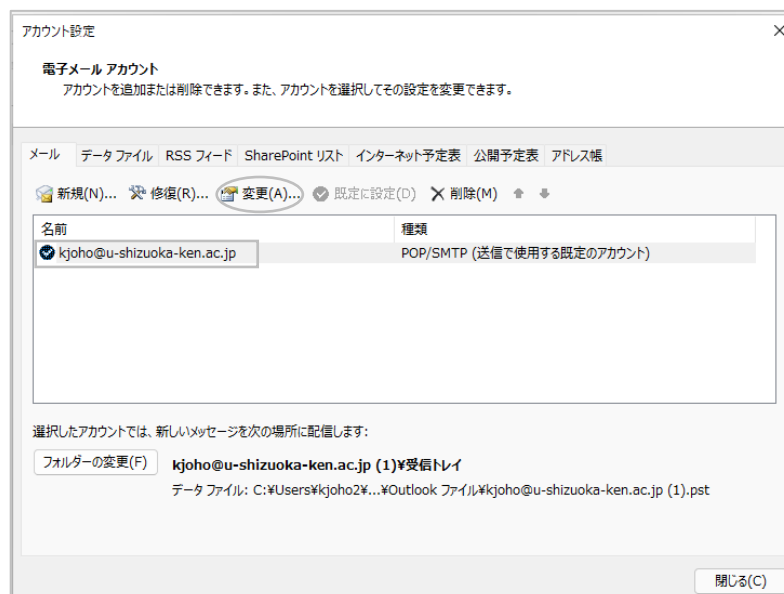 アカウント設定
電子メール アカウント
アカウントを追加または削除できます。また、アカウントを選択してその設定を変更できます。
メール データ ファイル RSS フィード SharePoint リスト インターネット予定表 公開予定表 アドレス帳
新規(N)... 修復(R)... 変更(A)... 既定に設定(D) 削除(M)
名前 種類
kjoho@u-shizuoka-ken.ac.jp POP/SMTP (送信で使用する既定のアカウント)
選択したアカウントでは、新しいメッセージを次の場所に配信します:
フォルダーの変更(F) kjoho@u-shizuoka-ken.ac.jp (1)¥受信トレイ
データ ファイル: C:¥Users¥kjoho2¥...¥Outlook ファイル¥kjoho@u-shizuoka-ken.ac.jp (1).pst
閉じる(C)